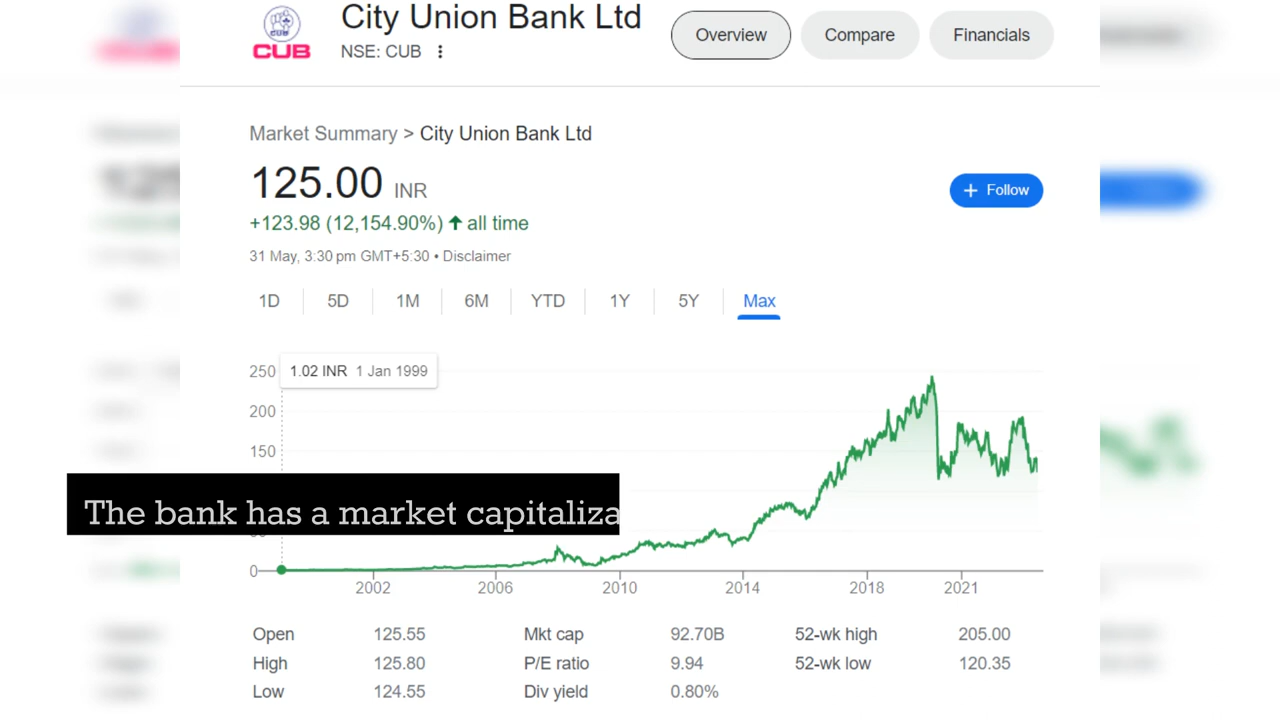 City Union Bank Ltd
CUB
NSE: CUB
Overview
Compare
Financials
Market Summary > City Union Bank Ltd
125.00 INR
+ Follow
+123.98 (12,154.90%) ↑ all time
31 May, 3:30 pm GMT+5:30 • Disclaimer
1D 5D 1M 6M YTD 1Y 5Y Max
250
1.02 INR 1 Jan 1999
200
150
The bank has a market capitaliza
0
2002 2006 2010 2014 2018 2021
Open 125.55 Mkt cap 92.70B 52-wk high 205.00
High 125.80 P/E ratio 9.94 52-wk low 120.35
Low 124.55 Div yield 0.80%